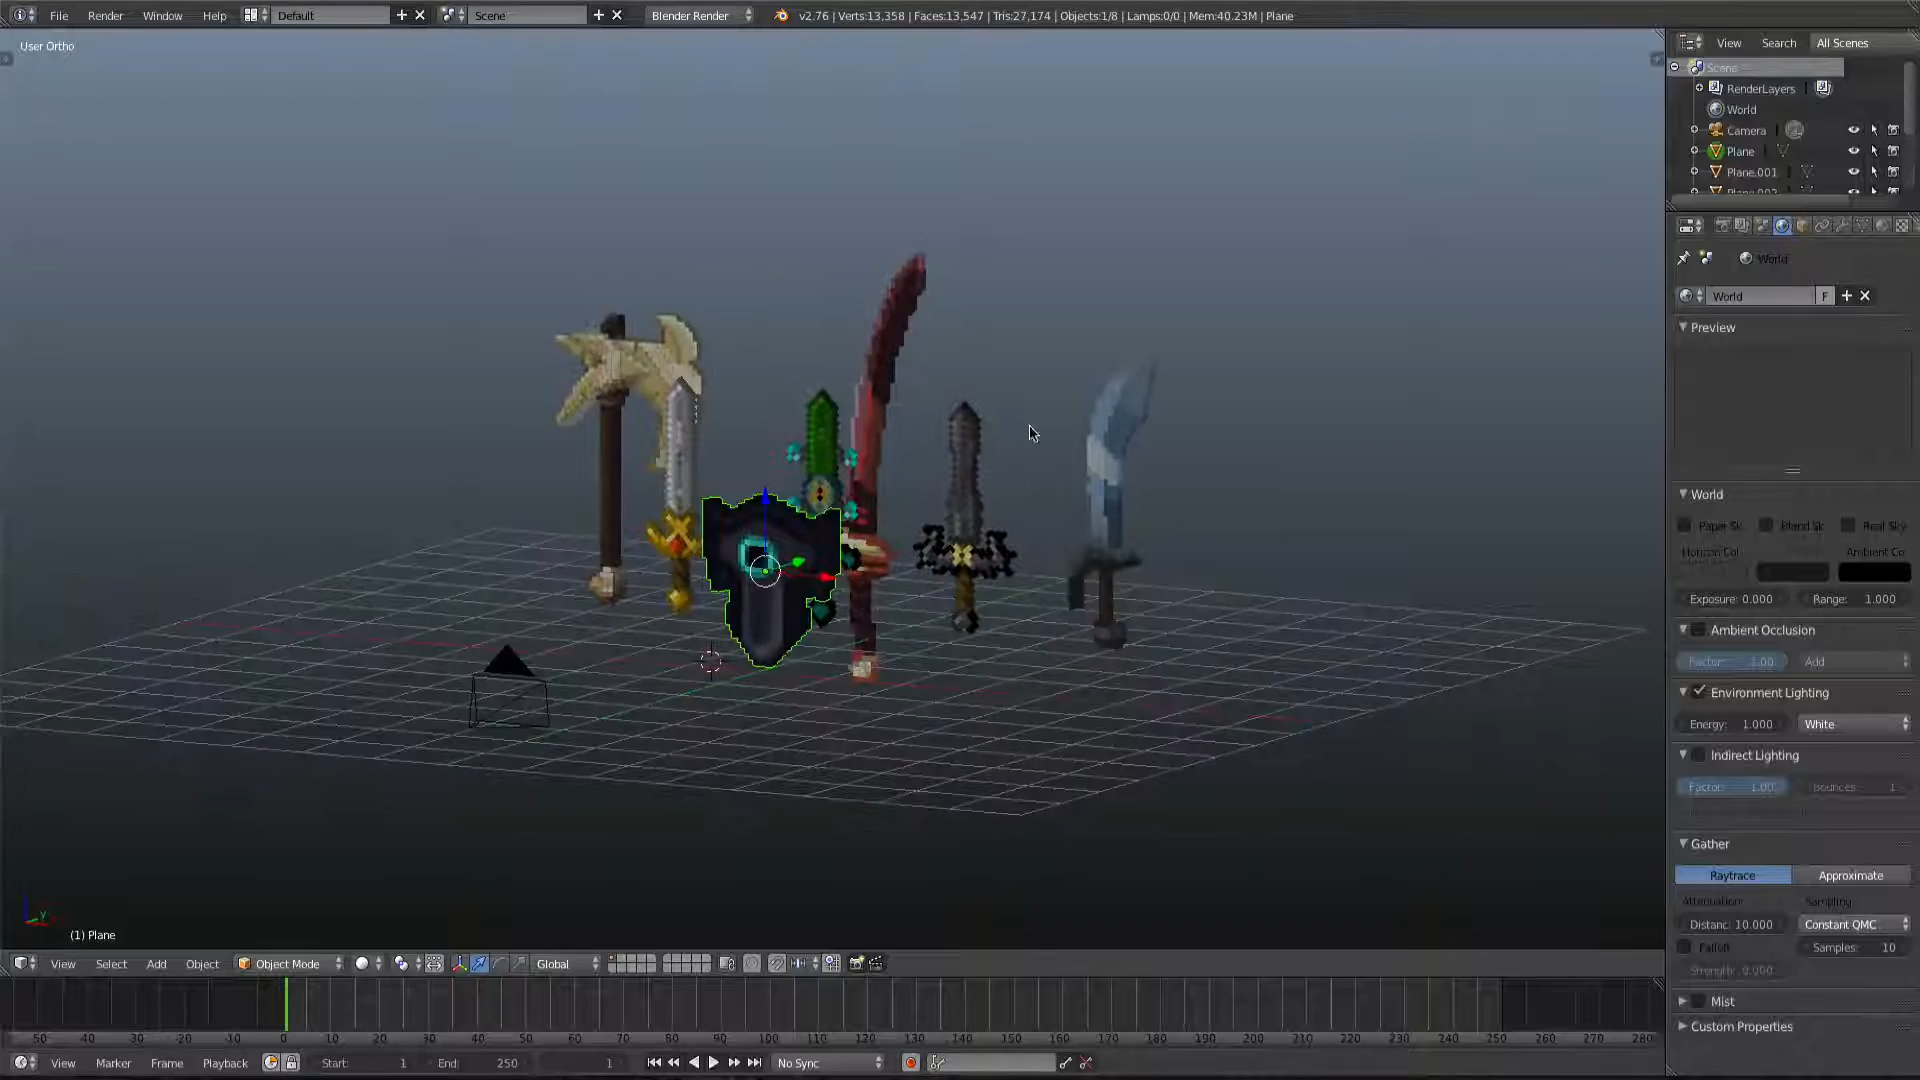 File Render Window Help Default Scene Blender Render v2.76 | Verts:13,358 | Faces:13,547 | Tris:27,174 | Objects:1/8 | Lamps:0/0 | Mem:40.23M | Plane
User Ortho
View Search All Scenes
Scene
RenderLayers
World
Camera
Plane
Plane.001
Plane.002
World
World F
Preview
World
Paper Sk Blend Sk Real Sky
Horizon Col Ambient Co
Exposure: 0.000 Range: 1.000
Ambient Occlusion
Factor: 1.00 Add
Environment Lighting
Energy: 1.000 White
Indirect Lighting
Factor: 1.00 Bounces: 1
Gather
Raytrace Approximate
Attenuation: Sampling:
Distanc: 10.000 Constant QMC
Falloff Samples: 10
Strength: 0.000
Mist
Custom Properties
y
(1) Plane
View Select Add Object Object Mode Global
50 -40 -30 -20 -10 0 10 20 30 40 50 60 70 80 90 100 110 120 130 140 150 160 170 180 190 200 210 220 230 240 250 260 270 280
View Marker Frame Playback Start: 1 End: 250 1 No Sync